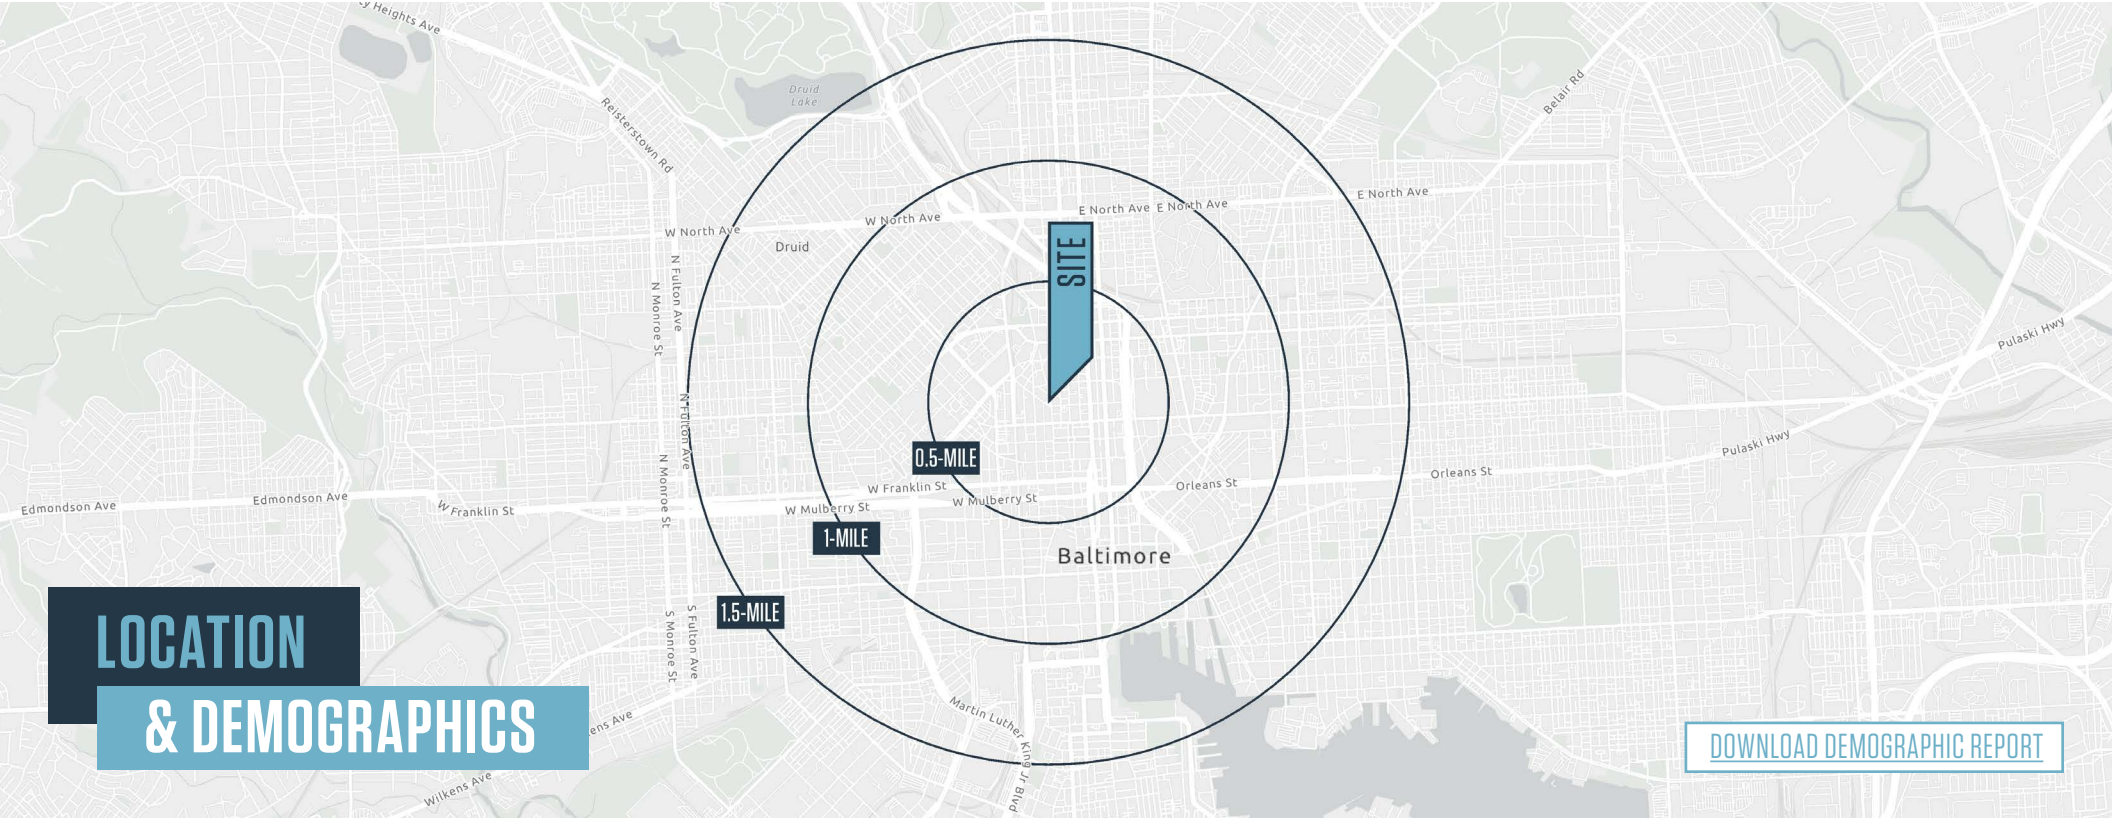 Druid
Lake
Reisterstown Rd
Belair Rd
E North Ave
E North Ave
E North Ave
W North Ave
W North Ave
Druid
SITE
N Fulton Ave
N Monroe St
Pulaski Hwy
N Fulton Ave
Pulaski Hwy
0.5-MILE
N Monroe St
Orleans St
Orleans St
W Franklin St
W Mulberry St
W Mulberry St
Edmondson Ave
Edmondson Ave
W Franklin St
1-MILE
Baltimore
1.5-MILE
S Fulton Ave
S Monroe St
LOCATION
& DEMOGRAPHICS
Martin Luther King Jr Blvd
Wilkens Ave
DOWNLOAD DEMOGRAPHIC REPORT